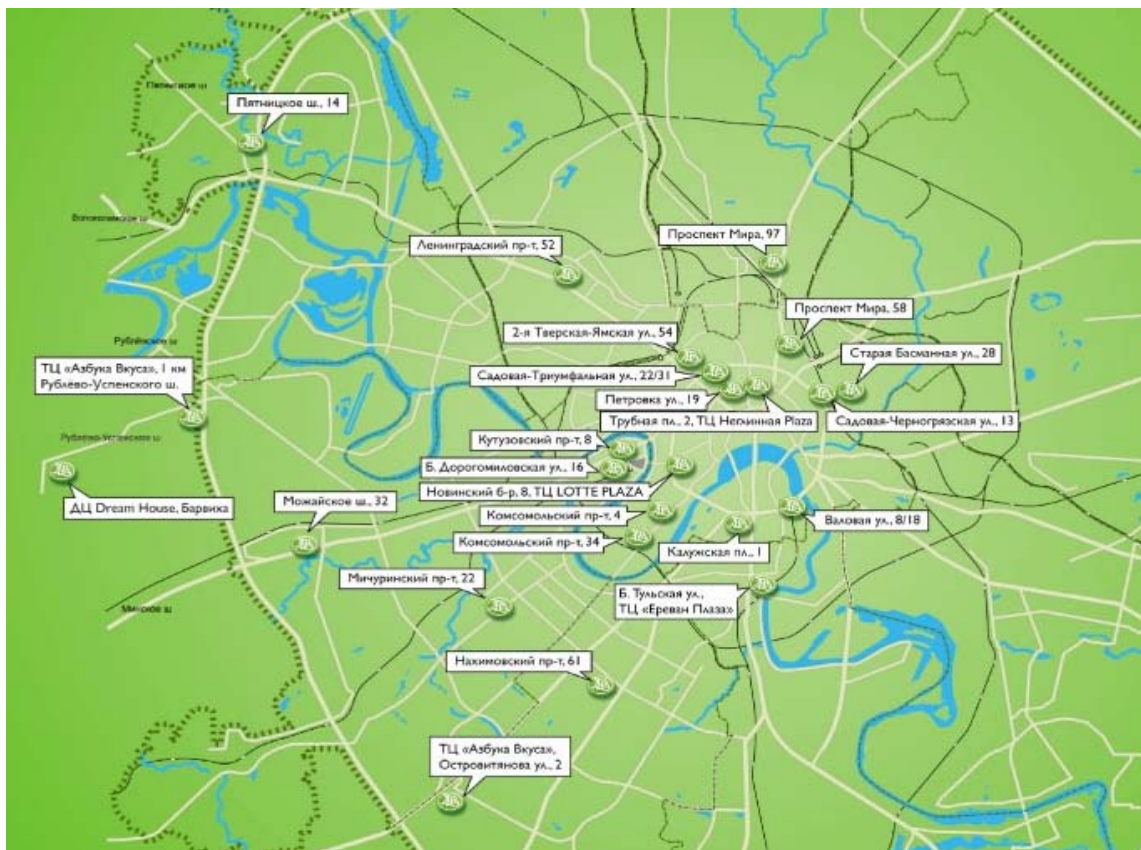 Пятницкое ш.
Пятницкое ш., 14
Волоколамское ш
Ленинградский пр-т, 52
Проспект Мира, 97
Проспект Мира, 58
2-я Тверская-Ямская ул., 54
Рублёвское ш
Старая Басманная ул., 28
ТЦ «Азбука Вкуса», 1 км
Рублёво-Успенского ш.
Садовая-Триумфальная ул., 22/31
Петровка ул., 19
Трубная пл., 2, ТЦ Неглинная Plaza
Садовая-Черногрязская ул., 13
Рублёво-Успенское ш
Кутузовский пр-т, 8
Б. Дорогомиловская ул., 16
Новинский б-р, 8, ТЦ LOTTE PLAZA
ДЦ Dream House, Барвиха
Можайское ш., 32
Комсомольский пр-т, 4
Валовая ул., 8/18
Комсомольский пр-т, 34
Калужская пл., 1
Мичуринский пр-т, 22
Б. Тульская ул.,
ТЦ «Ереван Плаза»
Минское ш
Нахимовский пр-т, 61
ТЦ «Азбука Вкуса»,
Островитянова ул., 2